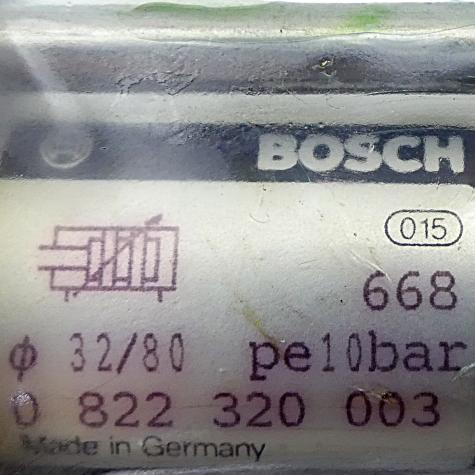 BOSCH
015
668
ϕ 32/80 pe10bar
0 822 320 003
Made in Germany